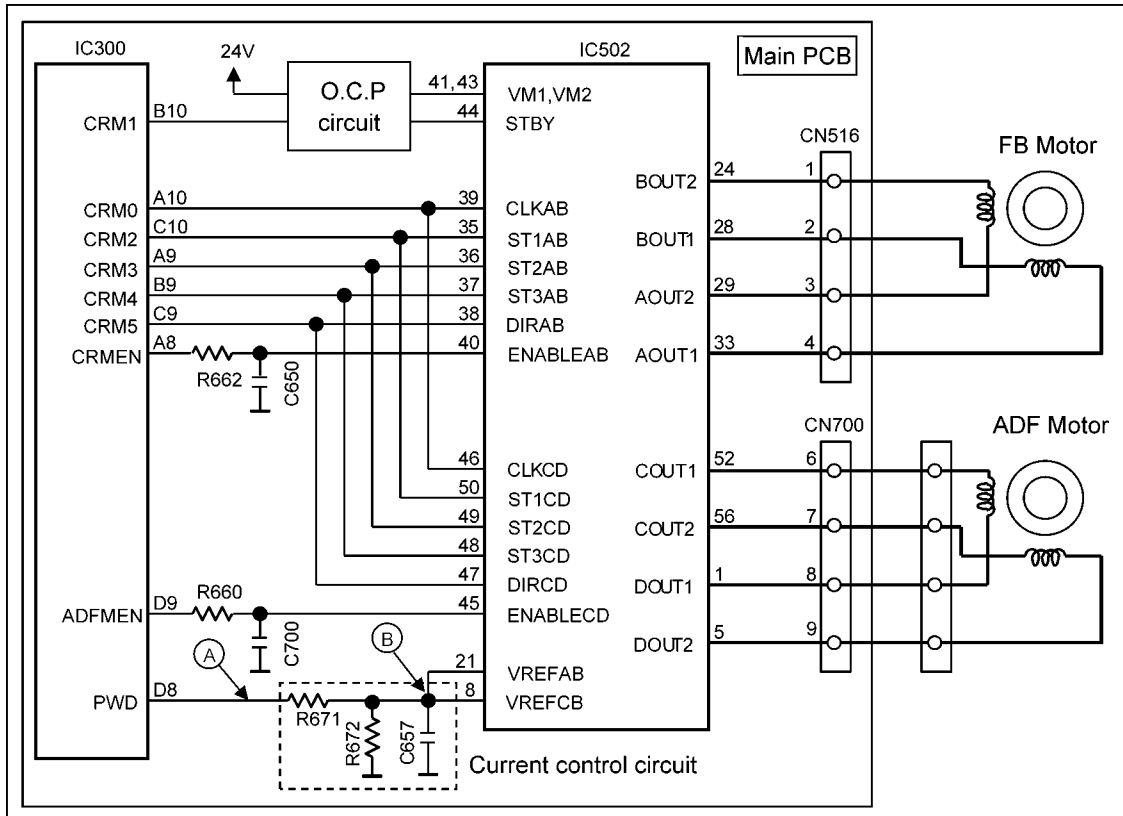 IC300
24V
IC502
Main PCB
O.C.P
circuit
41,43
VM1,VM2
CRM1
B10
44
STBY
CN516
FB Motor
BOUT2
24
1
CRM0
A10
39
CLKAB
CRM2
C10
35
ST1AB
BOUT1
28
2
CRM3
A9
36
ST2AB
CRM4
B9
37
ST3AB
AOUT2
29
3
CRM5
C9
38
DIRAB
CRMEN
A8
40
ENABLEAB
AOUT1
33
4
R662
C650
CN700
ADF Motor
46
CLKCD
COUT1
52
6
50
ST1CD
49
ST2CD
COUT2
56
7
48
ST3CD
47
DIRCD
DOUT1
1
8
R660
ADFMEN
D9
45
ENABLECD
DOUT2
5
9
C700
A
B
21
VREFAB
PWD
D8
8
VREFCB
R671
R672
C657
Current control circuit